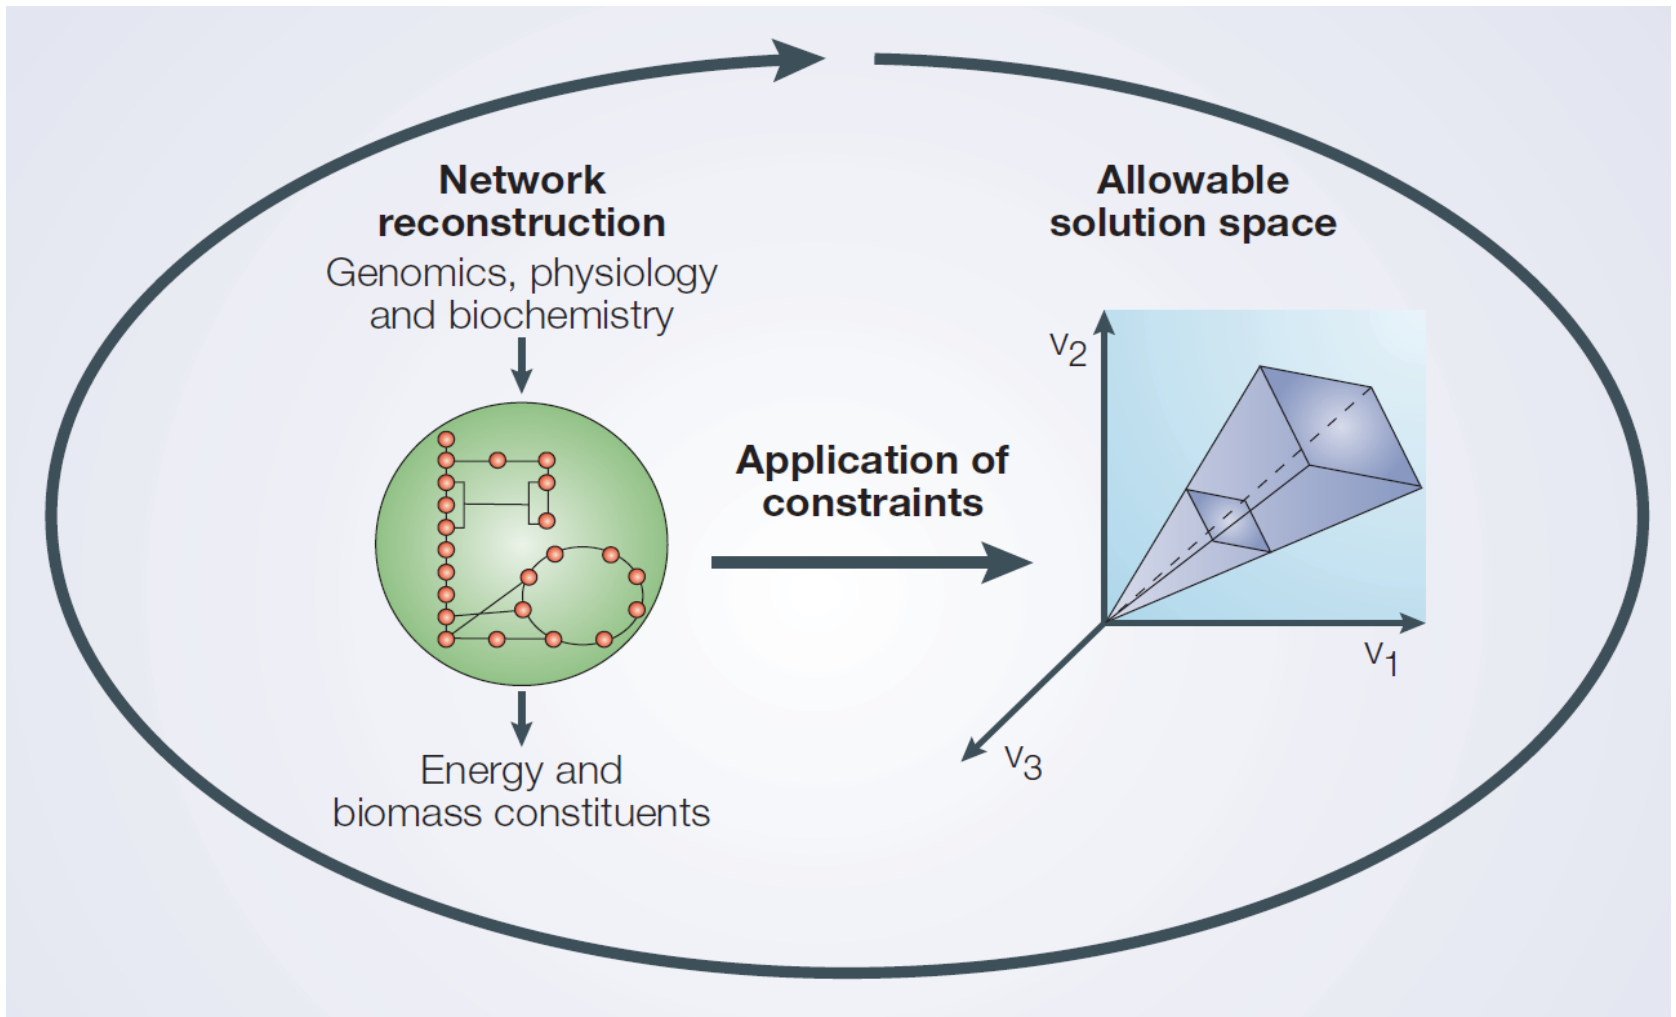 Network
reconstruction
Genomics, physiology
and biochemistry
Energy and
biomass constituents
Application of
constraints
Allowable
solution space
v2
v1
v3